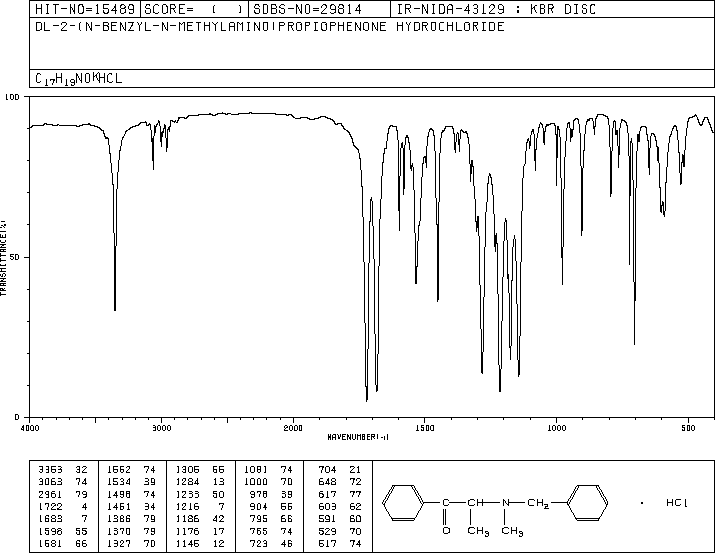 HIT-NO=15489 SCORE= ( ) SDBS-NO=29814 IR-NIDA-43129 : KBR DISC
DL-2-(N-BENZYL-N-METHYLAMINO)PROPIOPHENONE HYDROCHLORIDE
C17H19NO*HCL
100
TRANSMITTANCE(%)
50
0
4000 3000 2000 1500 1000 500
WAVENUMBER(-1)
3353 32 1552 74 1305 56 1081 74 704 21
3063 74 1534 39 1284 13 1000 70 648 72
2961 79 1498 74 1233 50 978 39 617 77
1722 4 1451 34 1216 7 904 55 603 62
1683 7 1386 79 1186 42 795 66 591 60
1598 55 1370 79 1176 17 765 74 529 70
1581 66 1327 70 1145 12 723 46 517 74
C CH N CH2 · HCl
O CH3 CH3